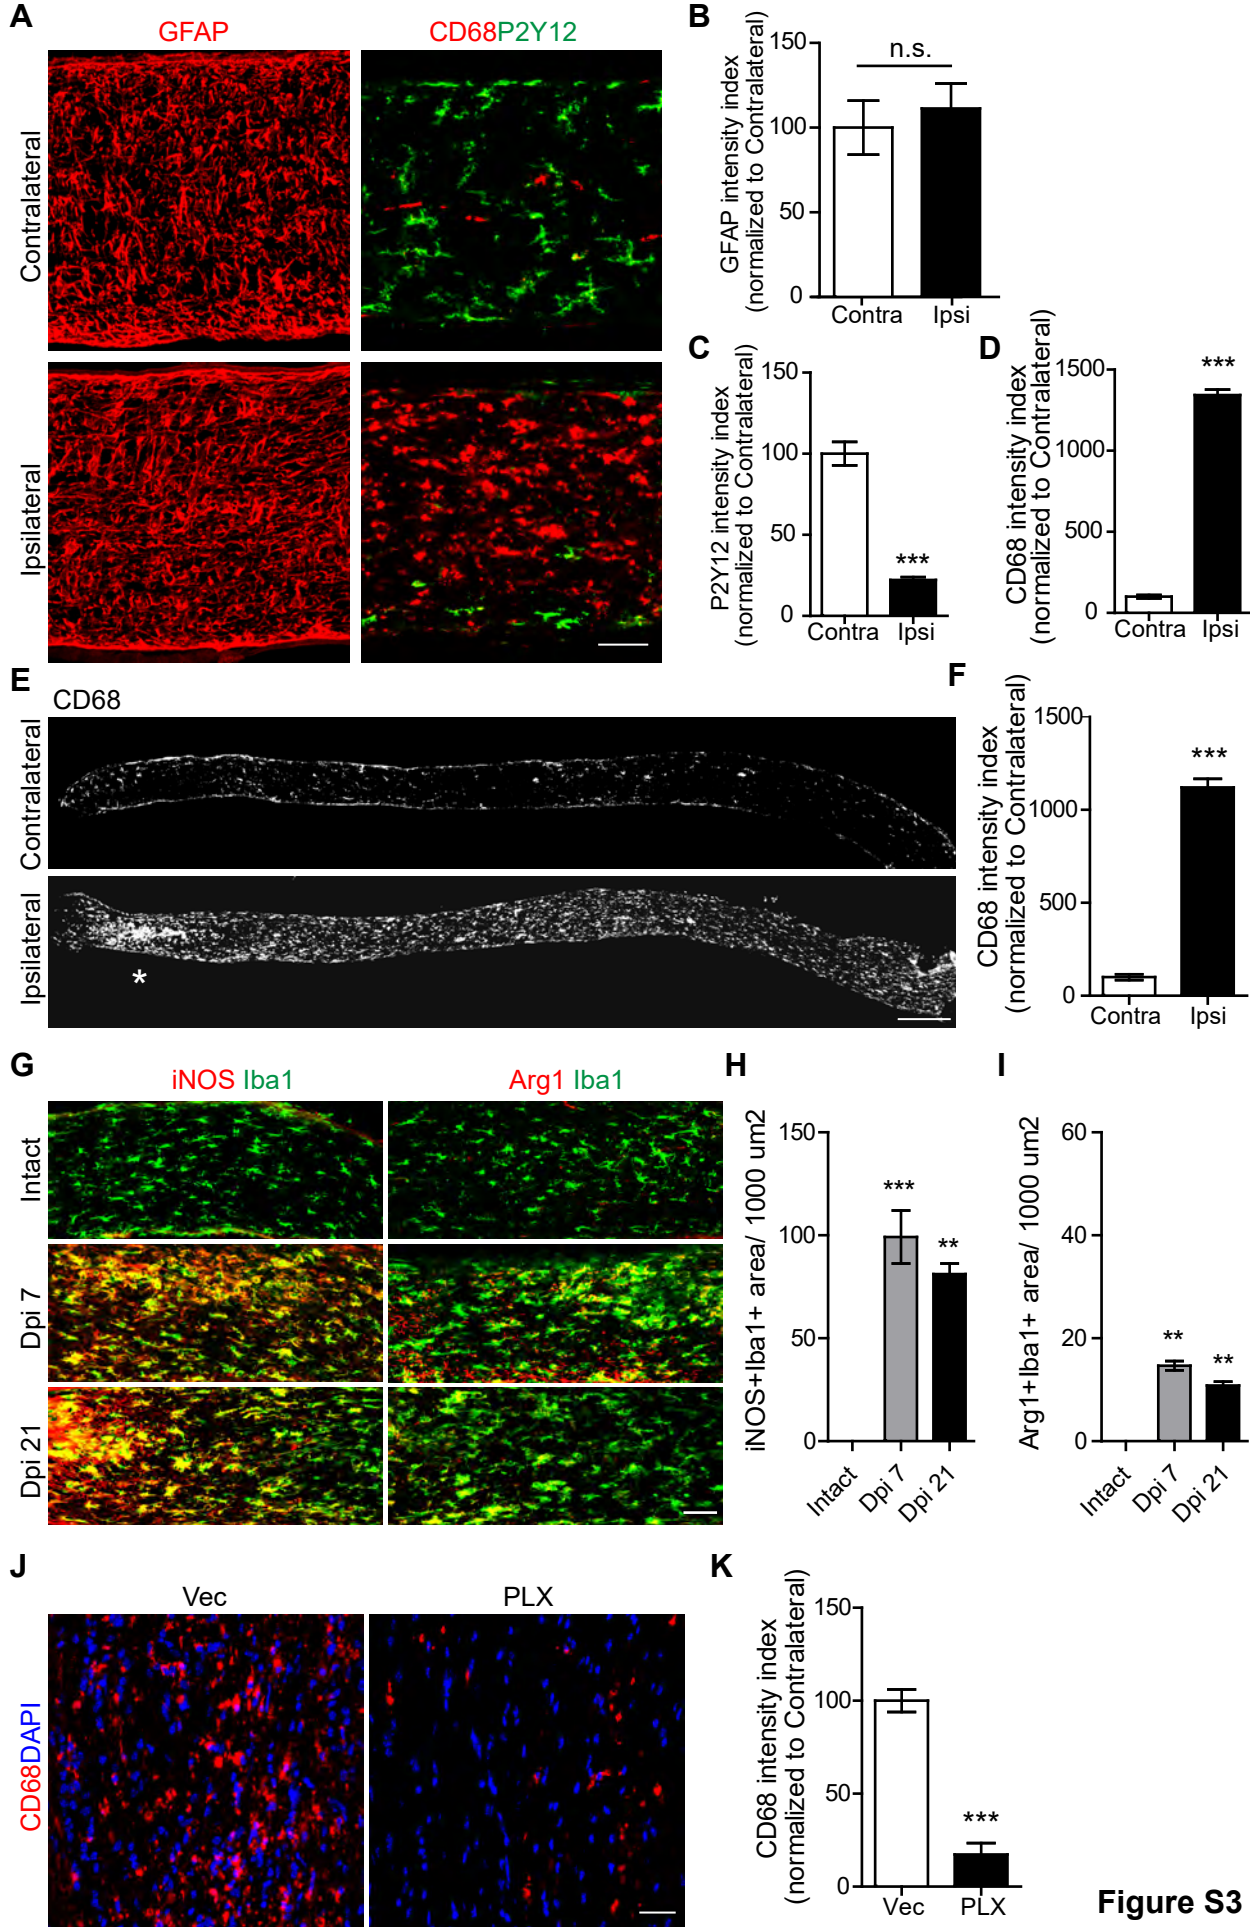 A
GFAP
CD68P2Y12
Contralateral
Ipsilateral
B
GFAP intensity index
(normalized to Contralateral)
150
100
50
0
n.s.
Contra
Ipsi
C
P2Y12 intensity index
(normalized to Contralateral)
150
100
50
0
***
Contra
Ipsi
D
CD68 intensity index
(normalized to Contralateral)
1500
1000
500
0
***
Contra
Ipsi
E
CD68
Contralateral
Ipsilateral
*
F
CD68 intensity index
(normalized to Contralateral)
1500
1000
500
0
***
Contra
Ipsi
G
iNOS Iba1
Arg1 Iba1
Intact
Dpi 7
Dpi 21
H
iNOS+Iba1+ area/ 1000 um2
150
100
50
0
***
**
Intact
Dpi 7
Dpi 21
I
Arg1+Iba1+ area/ 1000 um2
60
40
20
0
**
**
Intact
Dpi 7
Dpi 21
J
Vec
PLX
CD68DAPI
K
CD68 intensity index
(normalized to Contralateral)
150
100
50
0
***
Vec
PLX
Figure S3